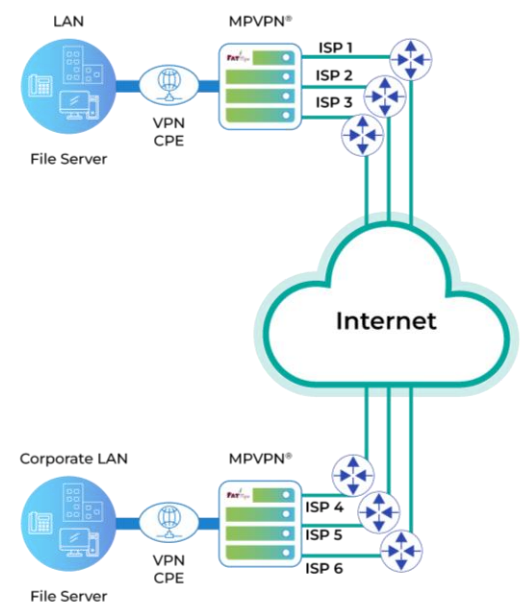 LAN
MPVPN®
ISP 1
ISP 2
ISP 3
VPN
CPE
File Server
Internet
Corporate LAN
MPVPN®
ISP 4
ISP 5
ISP 6
VPN
CPE
File Server